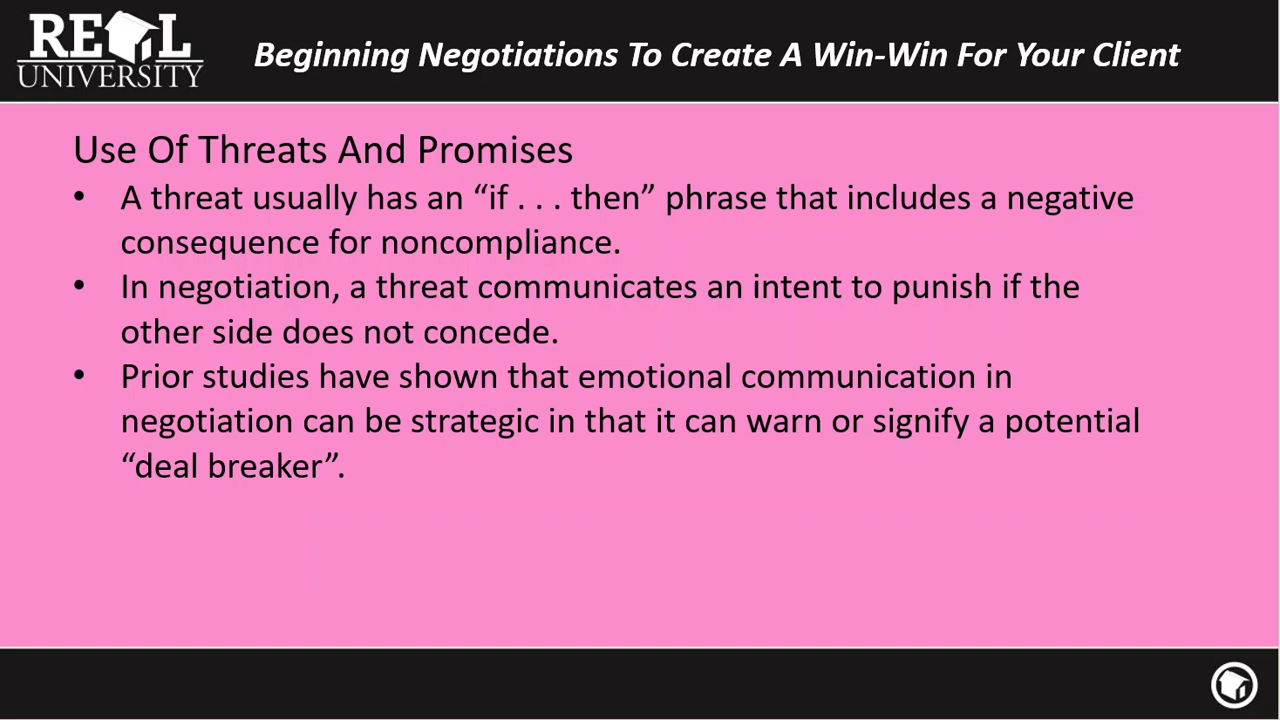 REAL
UNIVERSITY
Beginning Negotiations To Create A Win-Win For Your Client
Use Of Threats And Promises
• A threat usually has an “if . . . then” phrase that includes a negative
consequence for noncompliance.
• In negotiation, a threat communicates an intent to punish if the
other side does not concede.
• Prior studies have shown that emotional communication in
negotiation can be strategic in that it can warn or signify a potential
“deal breaker”.